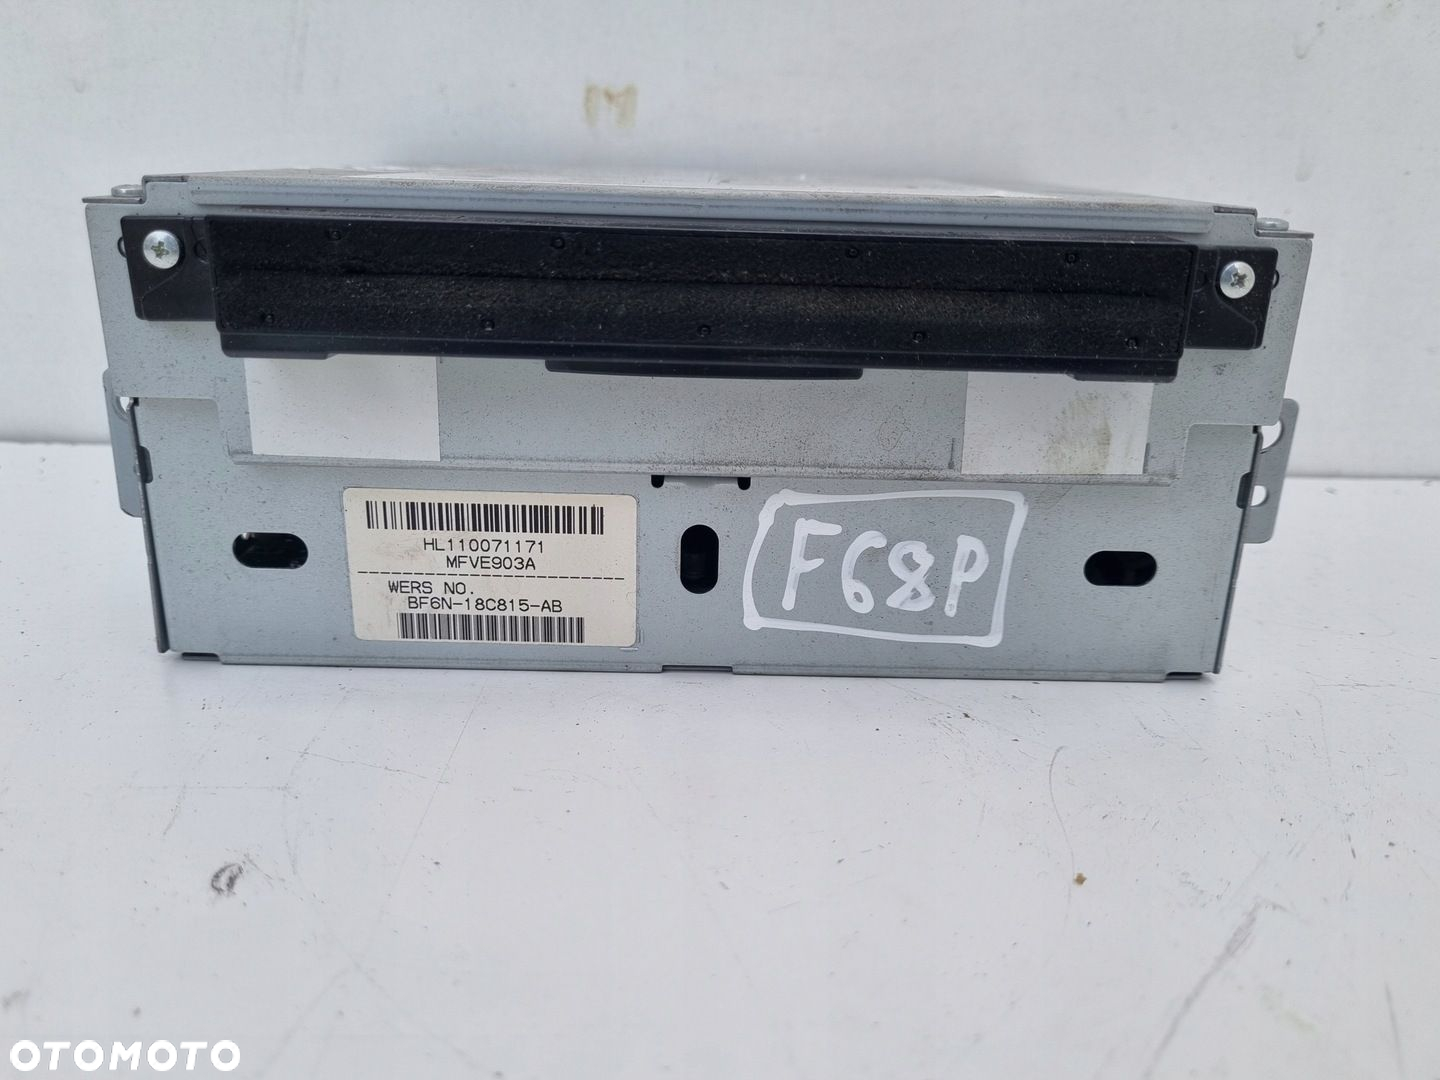 HL110071171
MFVE903A
WERS NO.
BF6N-18C815-AB
F68P
OTOMOTO